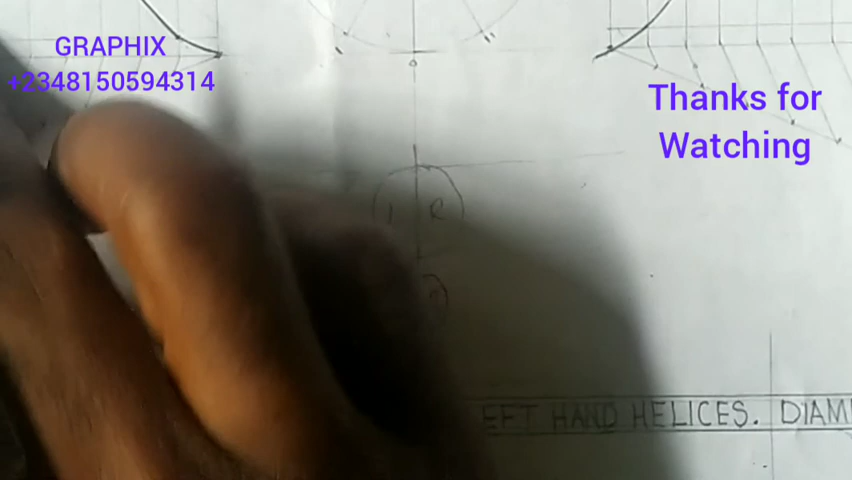 GRAPHIX
+2348150594314
Thanks for
Watching
R
EFT HAND HELICES. DIAM